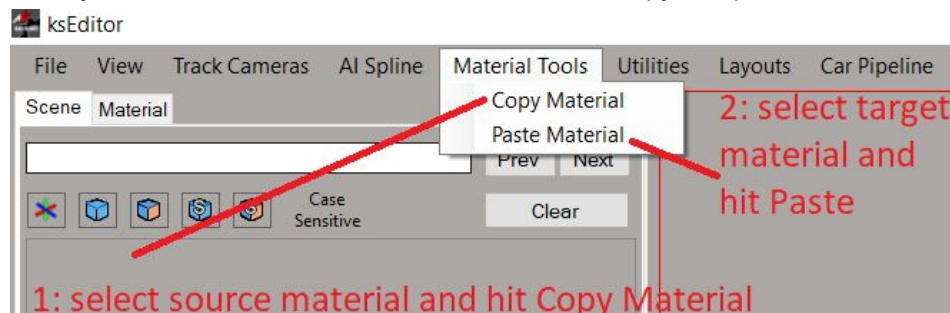 ksEditor
File View Track Cameras AI Spline Material Tools Utilities Layouts Car Pipeline
Scene Material
Copy Material
Paste Material
Prev Next
Case
Sensitive
Clear
2: select target
material and
hit Paste
1: select source material and hit Copy Material